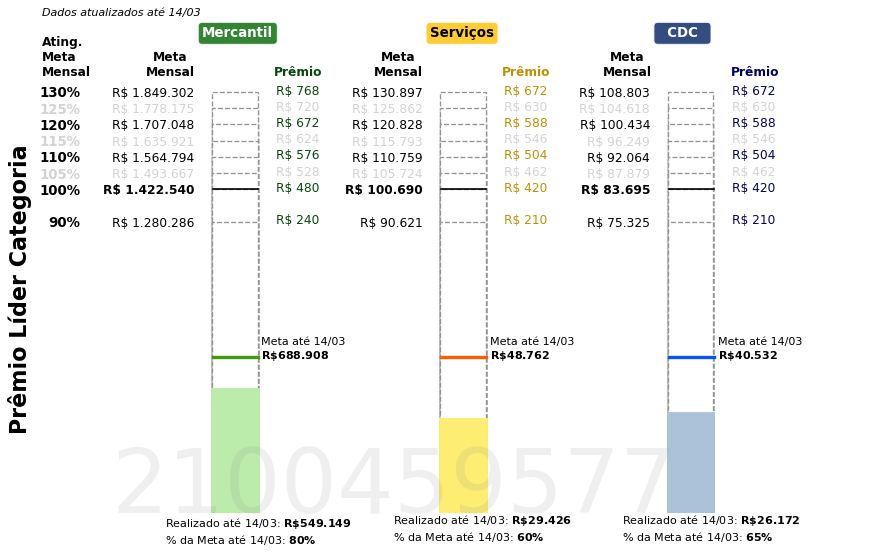 Dados atualizados até 14/03
Mercantil Serviços CDC
Ating. Meta Mensal Meta Mensal Prêmio Meta Mensal Prêmio Meta Mensal Prêmio
130% R$ 1.849.302 R$ 768 R$ 130.897 R$ 672 R$ 108.803 R$ 672
125% R$ 1.778.175 R$ 720 R$ 125.862 R$ 630 R$ 104.618 R$ 630
120% R$ 1.707.048 R$ 672 R$ 120.828 R$ 588 R$ 100.434 R$ 588
115% R$ 1.635.921 R$ 624 R$ 115.793 R$ 546 R$ 96.249 R$ 546
110% R$ 1.564.794 R$ 576 R$ 110.759 R$ 504 R$ 92.064 R$ 504
105% R$ 1.493.667 R$ 528 R$ 105.724 R$ 462 R$ 87.879 R$ 462
100% R$ 1.422.540 R$ 480 R$ 100.690 R$ 420 R$ 83.695 R$ 420
90% R$ 1.280.286 R$ 240 R$ 90.621 R$ 210 R$ 75.325 R$ 210
Prêmio Líder Categoria
Meta até 14/03 Meta até 14/03 Meta até 14/03
R$688.908 R$48.762 R$40.532
2100459577
Realizado até 14/03: R$549.149 Realizado até 14/03: R$29.426 Realizado até 14/03: R$26.172
% da Meta até 14/03: 80% % da Meta até 14/03: 60% % da Meta até 14/03: 65%